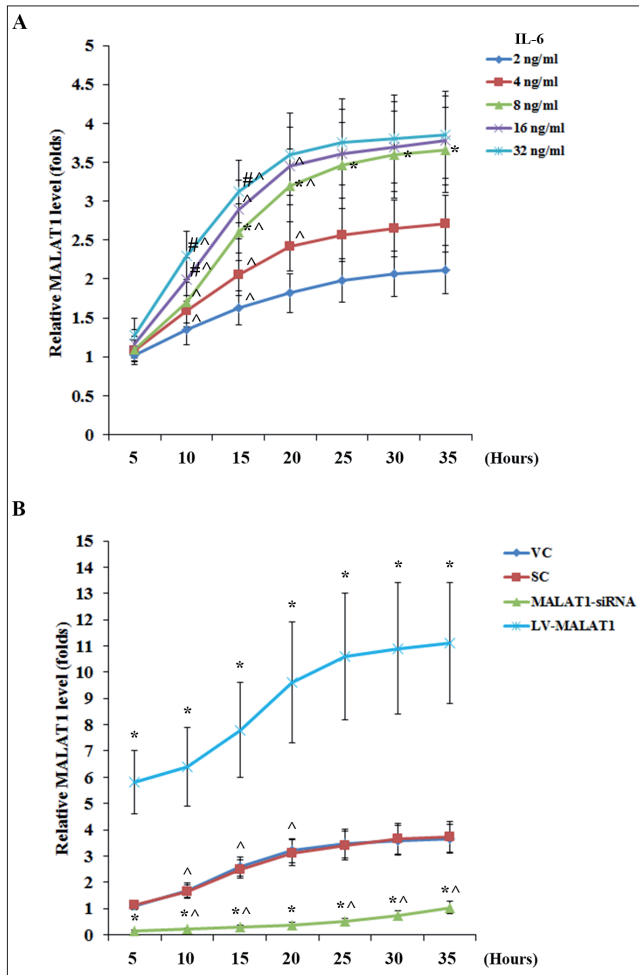 A
IL-6
2 ng/ml
4 ng/ml
8 ng/ml
16 ng/ml
32 ng/ml
Relative MALAT1 level (folds)
5
4.5
4
3.5
3
2.5
2
1.5
1
0.5
0
#^
#^
^
^
#^
^
*^
^
^
^
*^
^
*
*
*
5 10 15 20 25 30 35 (Hours)
B
VC
SC
MALAT1-siRNA
LV-MALAT1
Relative MALAT1 level (folds)
15
14
13
12
11
10
9
8
7
6
5
4
3
2
1
0
* * * * * * *
^ ^ ^
* *^ *^ * *^ *^ *^
5 10 15 20 25 30 35 (Hours)